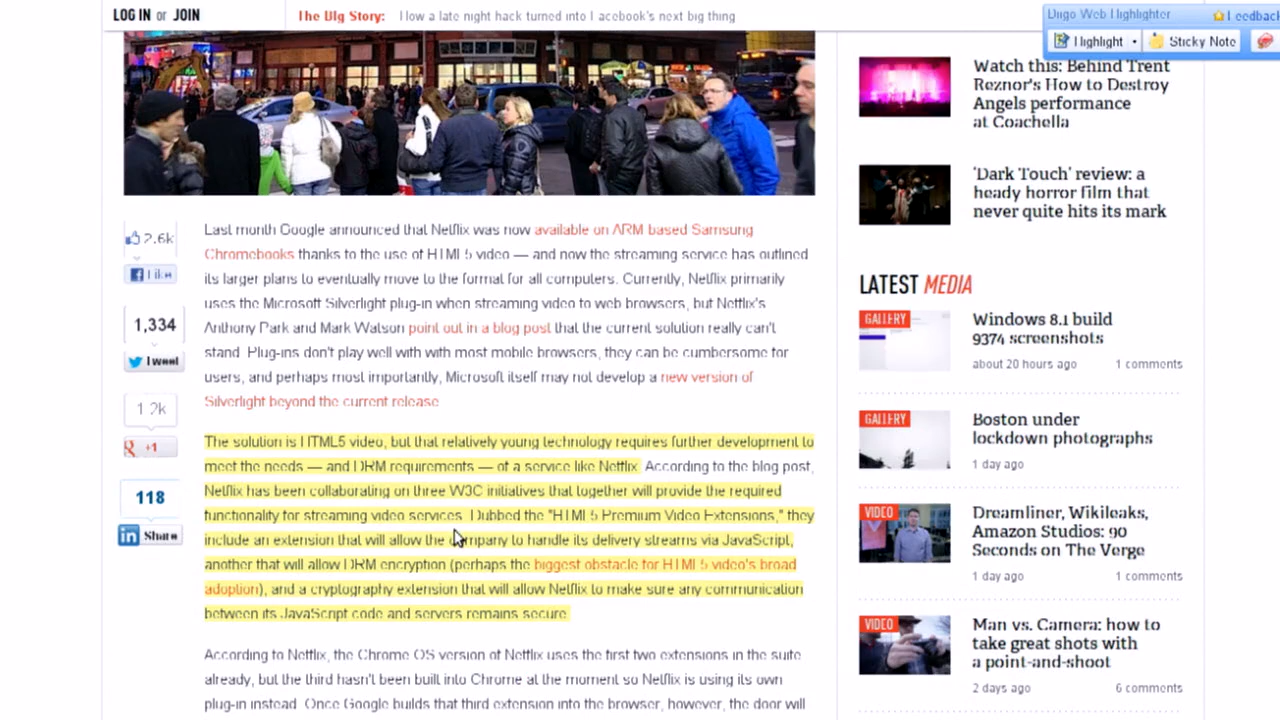 LOG IN or JOIN
The Big Story: How a late night hack turned into Facebook's next big thing
Diigo Web Highlighter
Feedback
Highlight
Sticky Note
Watch this: Behind Trent
Reznor's How to Destroy
Angels performance
at Coachella
'Dark Touch' review: a
heady horror film that
never quite hits its mark
2.6k
Like
1,334
Tweet
1.2k
+1
118
in Share
Last month Google announced that Netflix was now available on ARM based Samsung
Chromebooks thanks to the use of HTML5 video — and now the streaming service has outlined
its larger plans to eventually move to the format for all computers. Currently, Netflix primarily
uses the Microsoft Silverlight plug-in when streaming video to web browsers, but Netflix's
Anthony Park and Mark Watson point out in a blog post that the current solution really can't
stand. Plug-ins don't play well with with most mobile browsers, they can be cumbersome for
users, and perhaps most importantly, Microsoft itself may not develop a new version of
Silverlight beyond the current release.
The solution is HTML5 video, but that relatively young technology requires further development to
meet the needs — and DRM requirements — of a service like Netflix. According to the blog post,
Netflix has been collaborating on three W3C initiatives that together will provide the required
functionality for streaming video services. Dubbed the "HTML5 Premium Video Extensions," they
include an extension that will allow the company to handle its delivery streams via JavaScript,
another that will allow DRM encryption (perhaps the biggest obstacle for HTML5 video's broad
adoption), and a cryptography extension that will allow Netflix to make sure any communication
between its JavaScript code and servers remains secure.
According to Netflix, the Chrome OS version of Netflix uses the first two extensions in the suite
already, but the third hasn't been built into Chrome at the moment so Netflix is using its own
plug-in instead. Once Google builds that third extension into the browser, however, the door will
LATEST MEDIA
GALLERY
Windows 8.1 build
9374 screenshots
about 20 hours ago 1 comments
GALLERY
Boston under
lockdown photographs
1 day ago
VIDEO
Dreamliner, Wikileaks,
Amazon Studios: 90
Seconds on The Verge
1 day ago 1 comments
VIDEO
Man vs. Camera: how to
take great shots with
a point-and-shoot
2 days ago 6 comments